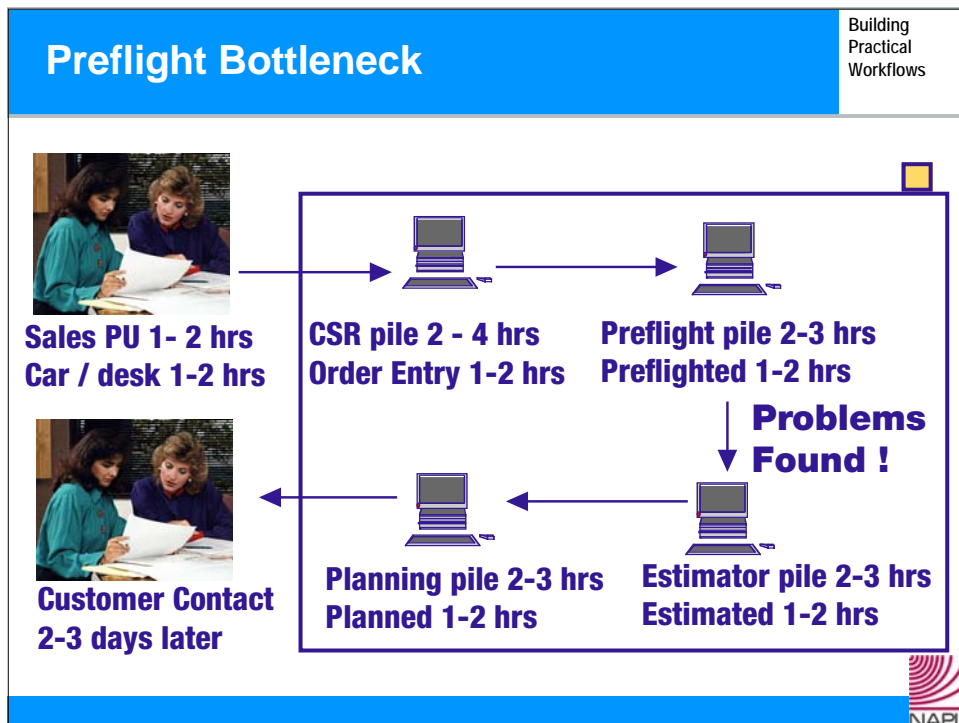 Preflight Bottleneck
Building
Practical
Workflows
Sales PU 1- 2 hrs
Car / desk 1-2 hrs
CSR pile 2 - 4 hrs
Order Entry 1-2 hrs
Preflight pile 2-3 hrs
Preflighted 1-2 hrs
Problems
Found !
Estimator pile 2-3 hrs
Estimated 1-2 hrs
Planning pile 2-3 hrs
Planned 1-2 hrs
Customer Contact
2-3 days later